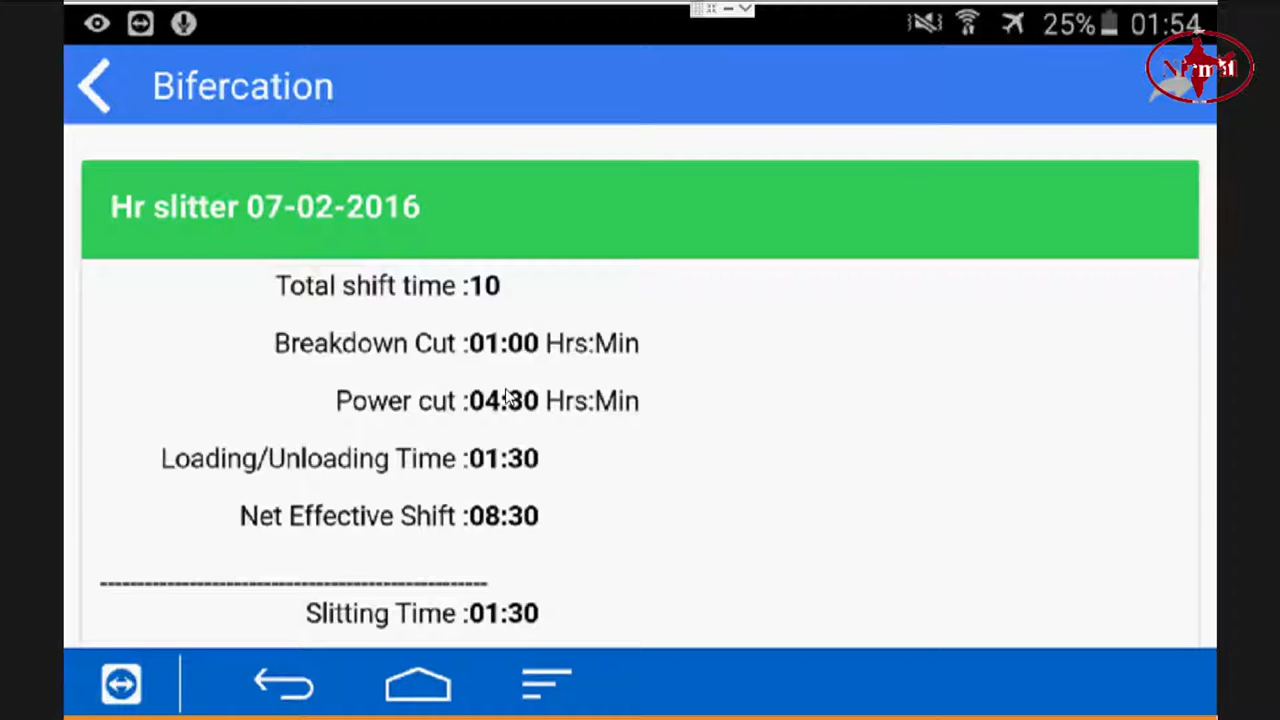 25% 01:54
Bifercation
Nirmal
Hr slitter 07-02-2016
Total shift time :10
Breakdown Cut :01:00 Hrs:Min
Power cut :04:30 Hrs:Min
Loading/Unloading Time :01:30
Net Effective Shift :08:30
----------------------------------------------------
Slitting Time :01:30